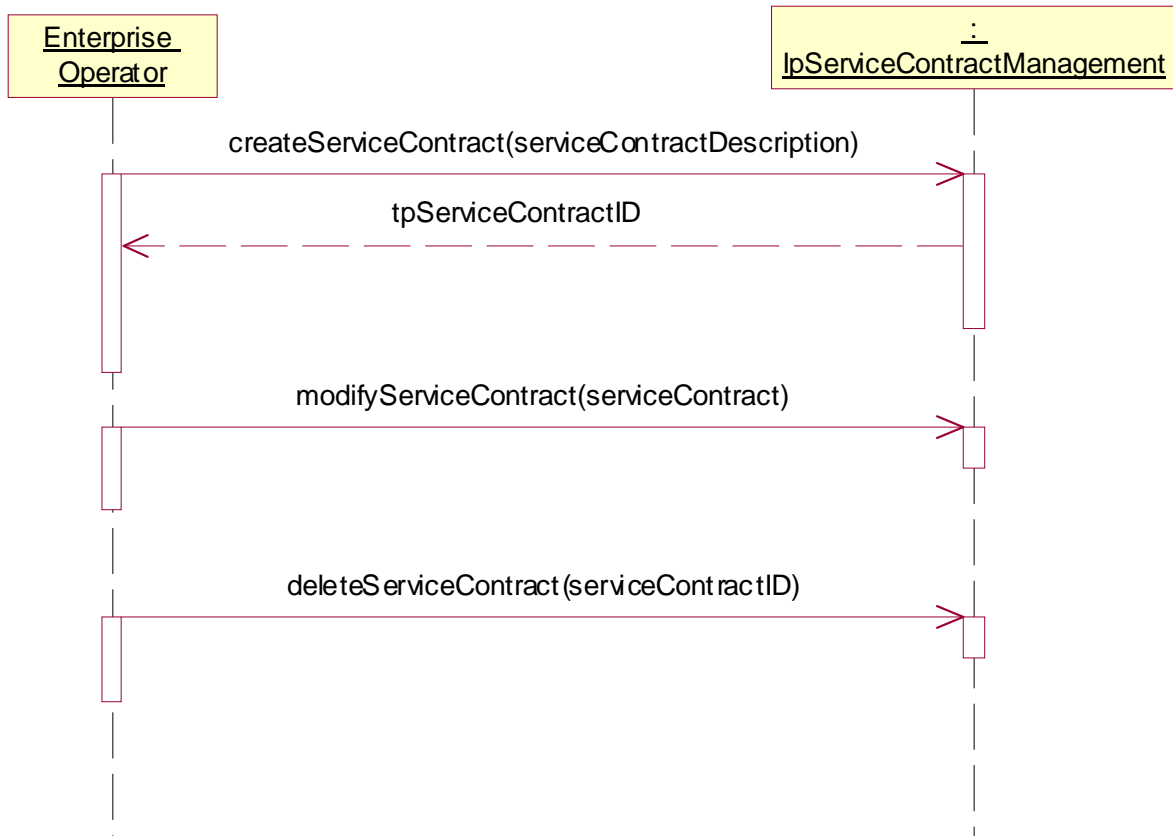 Enterprise
Operator
:
IpServiceContractManagement
createServiceContract(serviceContractDescription)
tpServiceContractID
modifyServiceContract(serviceContract)
deleteServiceContract(serviceContractID)